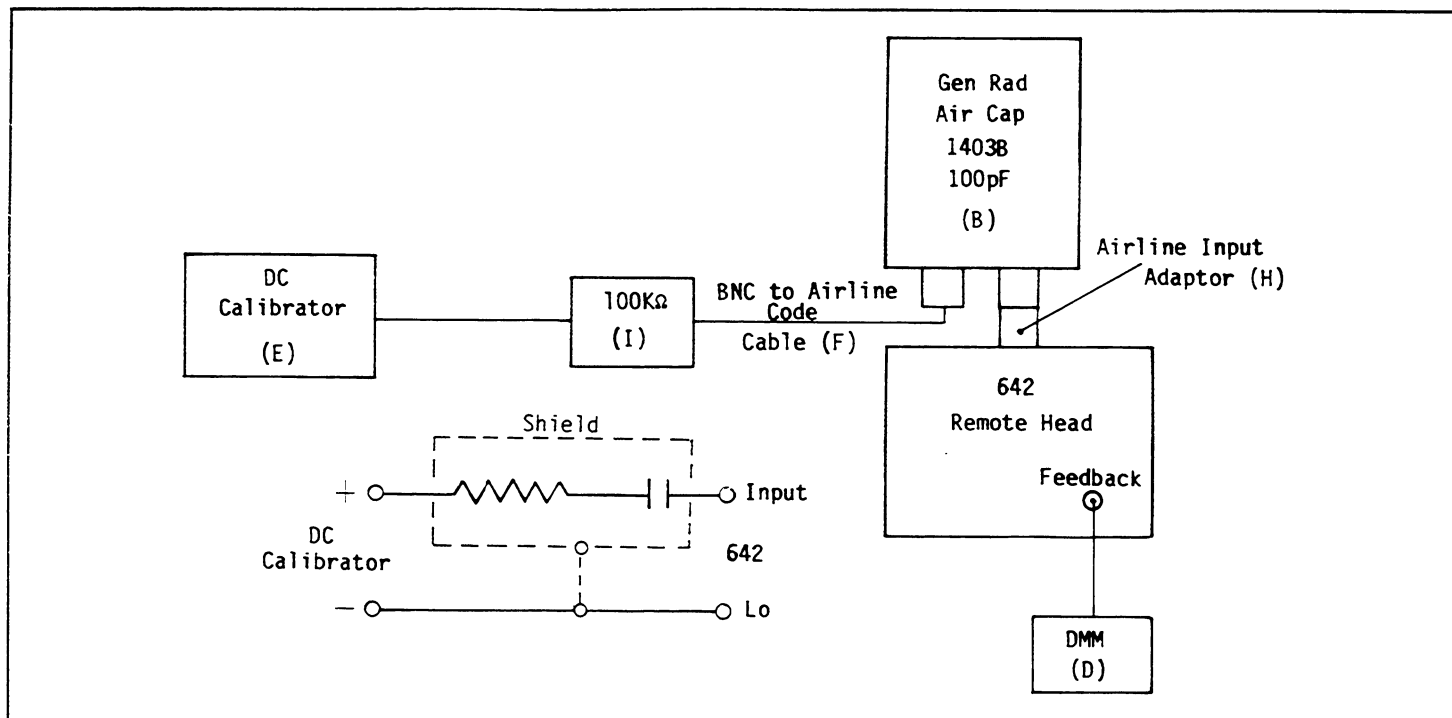 Gen Rad
Air Cap
1403B
100pF
(B)
Airline Input
Adaptor (H)
DC
Calibrator
(E)
100KΩ
(I)
BNC to Airline
Code
Cable (F)
642
Remote Head
Feedback
DMM
(D)
Shield
+
Input
DC
Calibrator
642
−
Lo